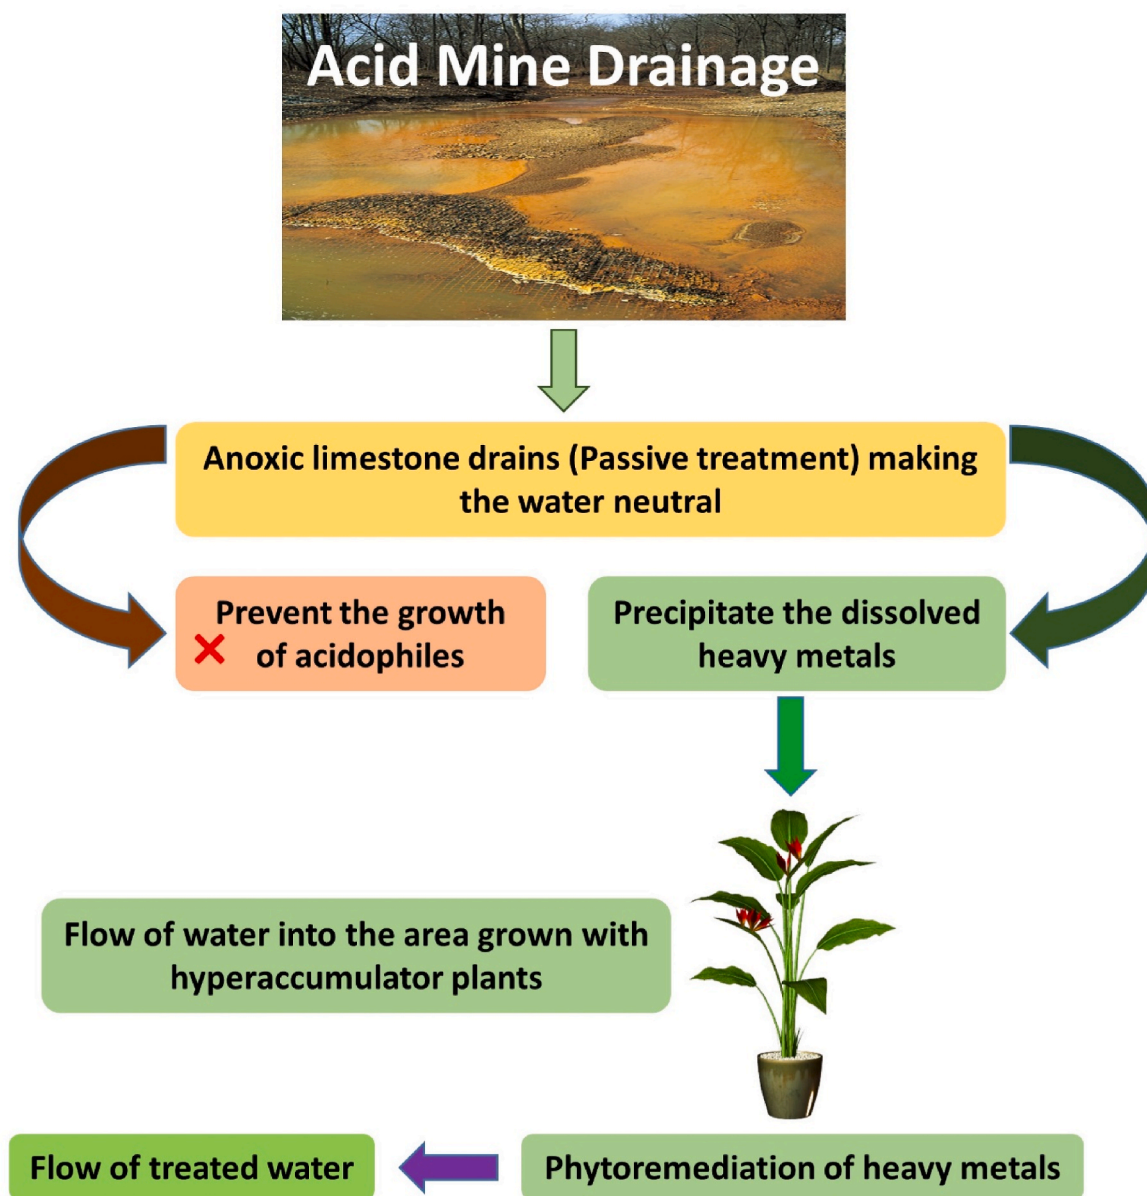 Acid Mine Drainage
Anoxic limestone drains (Passive treatment) making
the water neutral
Prevent the growth
of acidophiles
Precipitate the dissolved
heavy metals
Flow of water into the area grown with
hyperaccumulator plants
Flow of treated water
Phytoremediation of heavy metals